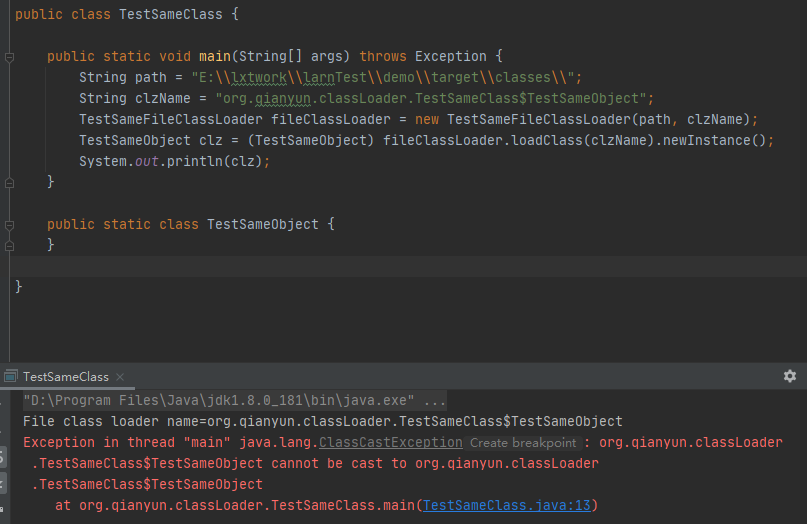 public class TestSameClass {
public static void main(String[] args) throws Exception {
String path = "E:\\lxtwork\\larnTest\\demo\\target\\classes\\";
String clzName = "org.qianyun.classLoader.TestSameClass$TestSameObject";
TestSameFileClassLoader fileClassLoader = new TestSameFileClassLoader(path, clzName);
TestSameObject clz = (TestSameObject) fileClassLoader.loadClass(clzName).newInstance();
System.out.println(clz);
}
public static class TestSameObject {
}
}
TestSameClass ×
"D:\Program Files\Java\jdk1.8.0_181\bin\java.exe" ...
File class loader name=org.qianyun.classLoader.TestSameClass$TestSameObject
Exception in thread "main" java.lang.ClassCastException Create breakpoint : org.qianyun.classLoader
.TestSameClass$TestSameObject cannot be cast to org.qianyun.classLoader
.TestSameClass$TestSameObject
at org.qianyun.classLoader.TestSameClass.main(TestSameClass.java:13)